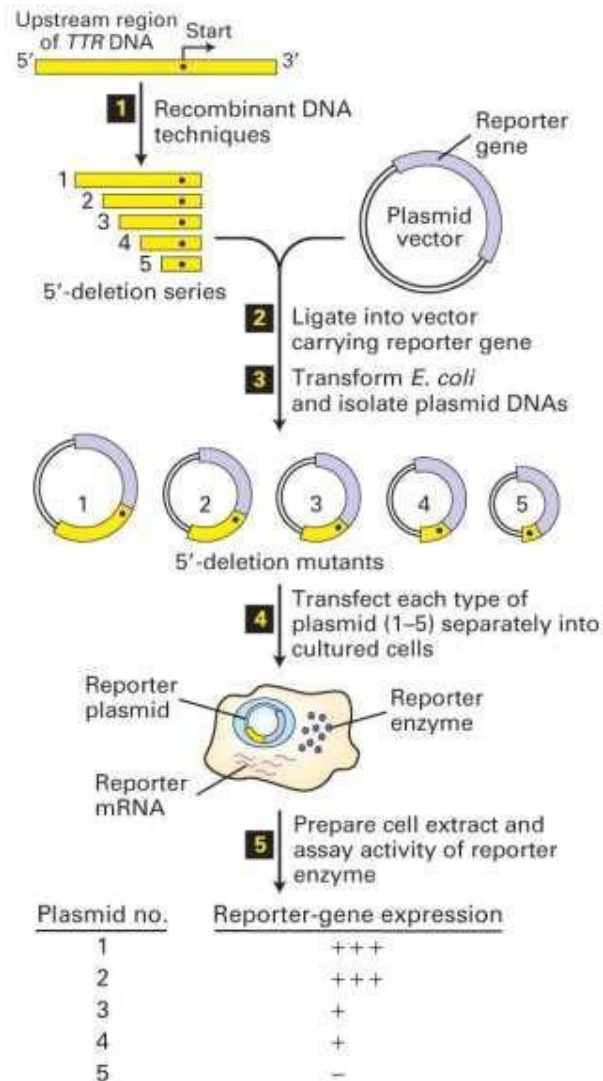 Upstream region
of TTR DNA
Start
5′
3′
1 Recombinant DNA
techniques
Reporter
gene
Plasmid
vector
1
2
3
4
5
5′-deletion series
2 Ligate into vector
carrying reporter gene
3 Transform E. coli
and isolate plasmid DNAs
1 2 3 4 5
5′-deletion mutants
4 Transfect each type of
plasmid (1–5) separately into
cultured cells
Reporter
plasmid
Reporter
enzyme
Reporter
mRNA
5 Prepare cell extract and
assay activity of reporter
enzyme
Plasmid no. Reporter-gene expression
1 +++
2 +++
3 +
4 +
5 −